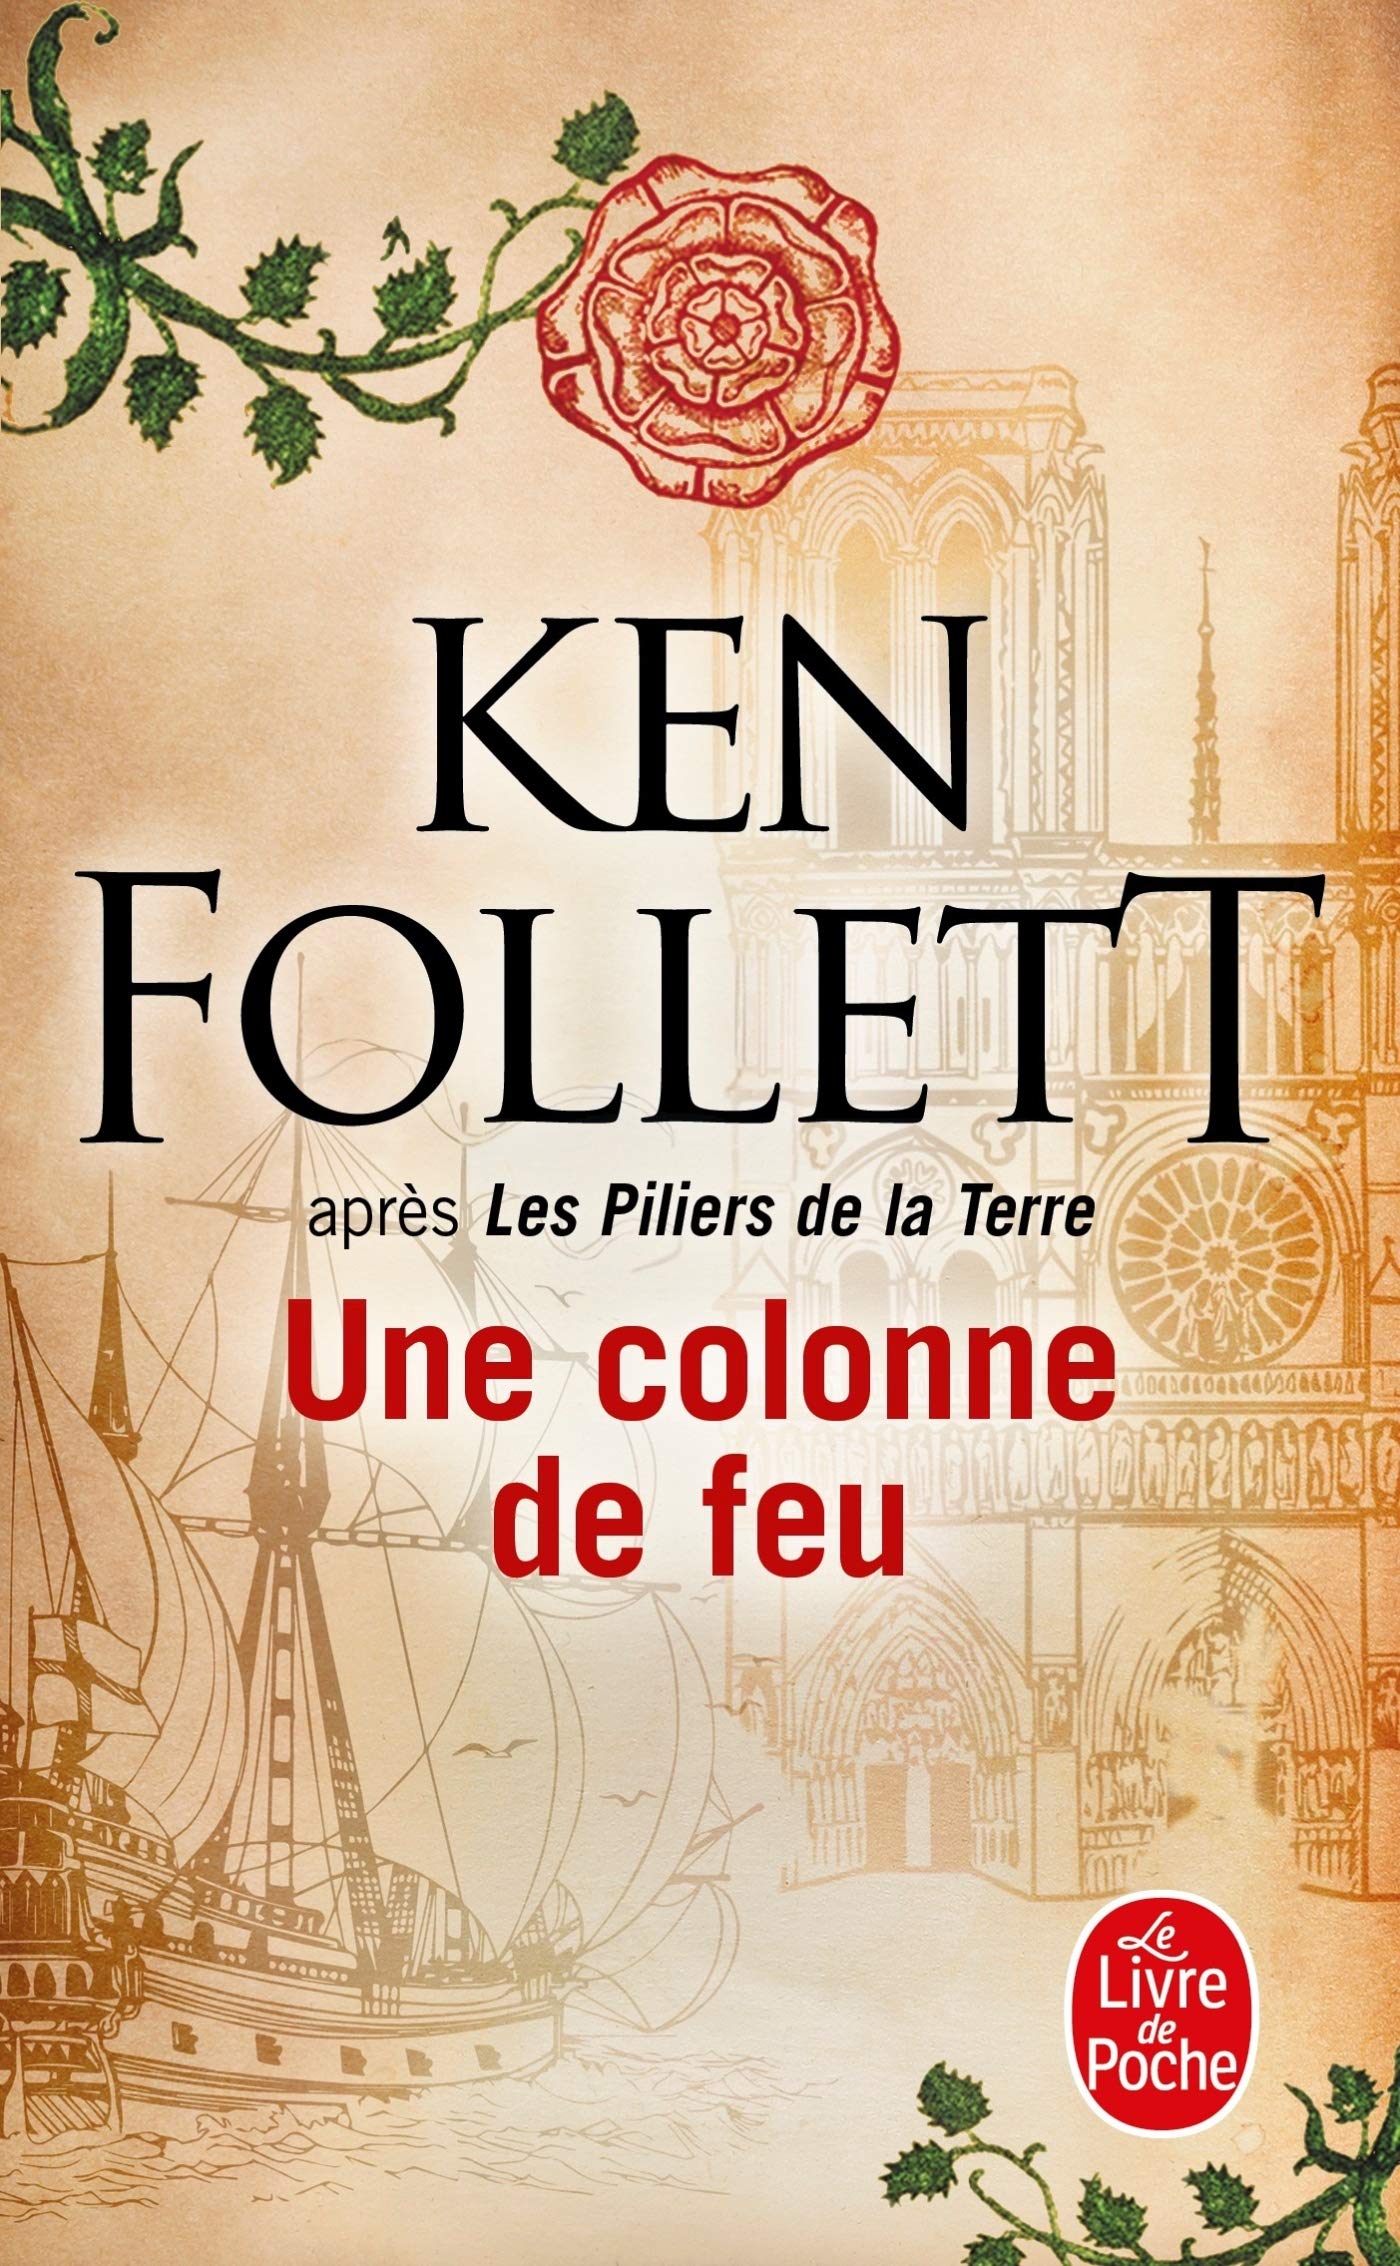 KEN
FOLLETT
après Les Piliers de la Terre
Une colonne
de feu
Le
Livre
de
Poche